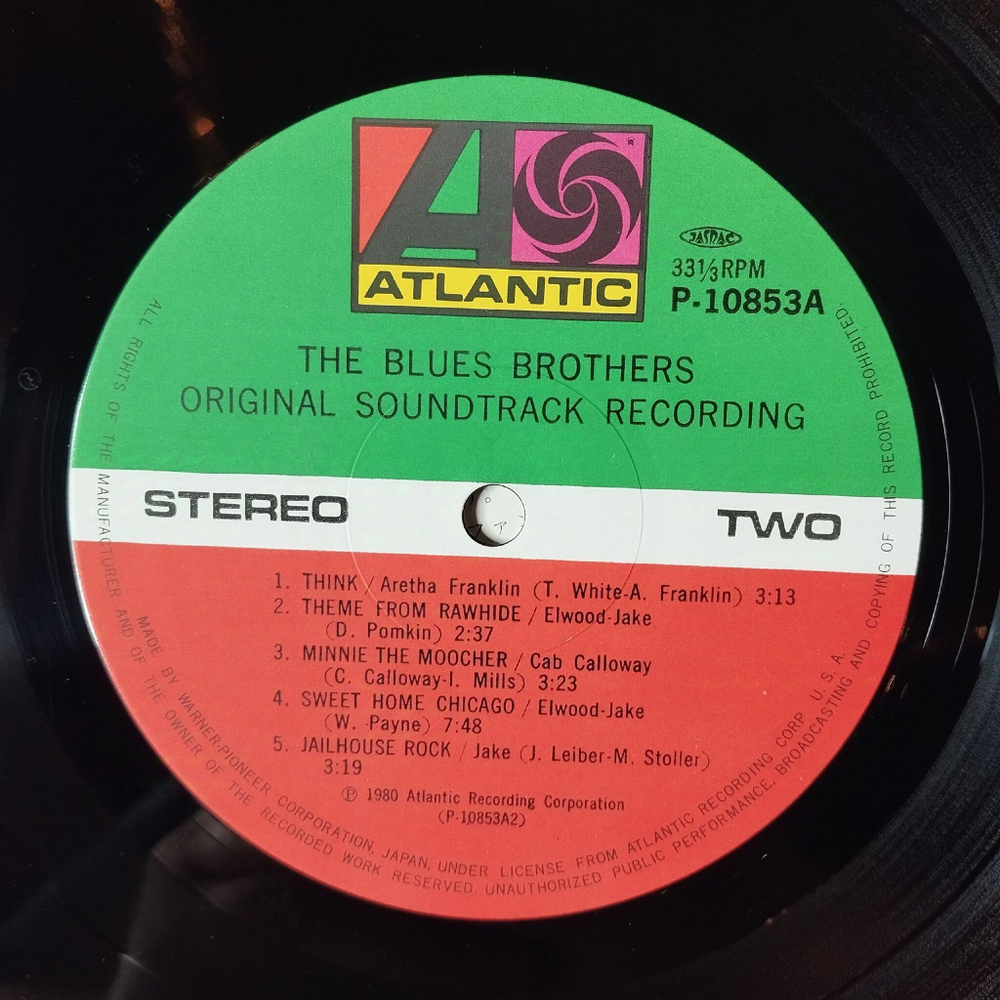 ATLANTIC
®
JASRAC
33⅓RPM
P-10853A
THE BLUES BROTHERS
ORIGINAL SOUNDTRACK RECORDING
STEREO
TWO
1. THINK / Aretha Franklin (T. White-A. Franklin) 3:13
2. THEME FROM RAWHIDE / Elwood-Jake
(D. Pomkin) 2:37
3. MINNIE THE MOOCHER / Cab Calloway
(C. Calloway-I. Mills) 3:23
4. SWEET HOME CHICAGO / Elwood-Jake
(W. Payne) 7:48
5. JAILHOUSE ROCK / Jake (J. Leiber-M. Stoller)
3:19
Ⓟ 1980 Atlantic Recording Corporation
(P-10853A2)
MADE BY WARNER-PIONEER CORPORATION, JAPAN, UNDER LICENSE FROM ATLANTIC RECORDING CORP. U. S. A.
ALL RIGHTS OF THE MANUFACTURER AND OF THE OWNER OF THE RECORDED WORK RESERVED. UNAUTHORIZED PUBLIC PERFORMANCE, BROADCASTING AND COPYING OF THIS RECORD PROHIBITED.